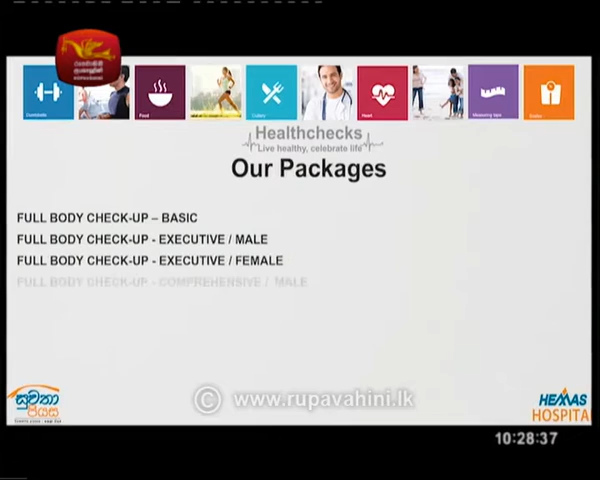 Healthchecks
Live healthy, celebrate life
Our Packages
FULL BODY CHECK-UP – BASIC
FULL BODY CHECK-UP - EXECUTIVE / MALE
FULL BODY CHECK-UP - EXECUTIVE / FEMALE
FULL BODY CHECK-UP - COMPREHENSIVE / MALE
සුවතා
පියස
© www.rupavahini.lk
HEMAS
HOSPITA
10:28:37